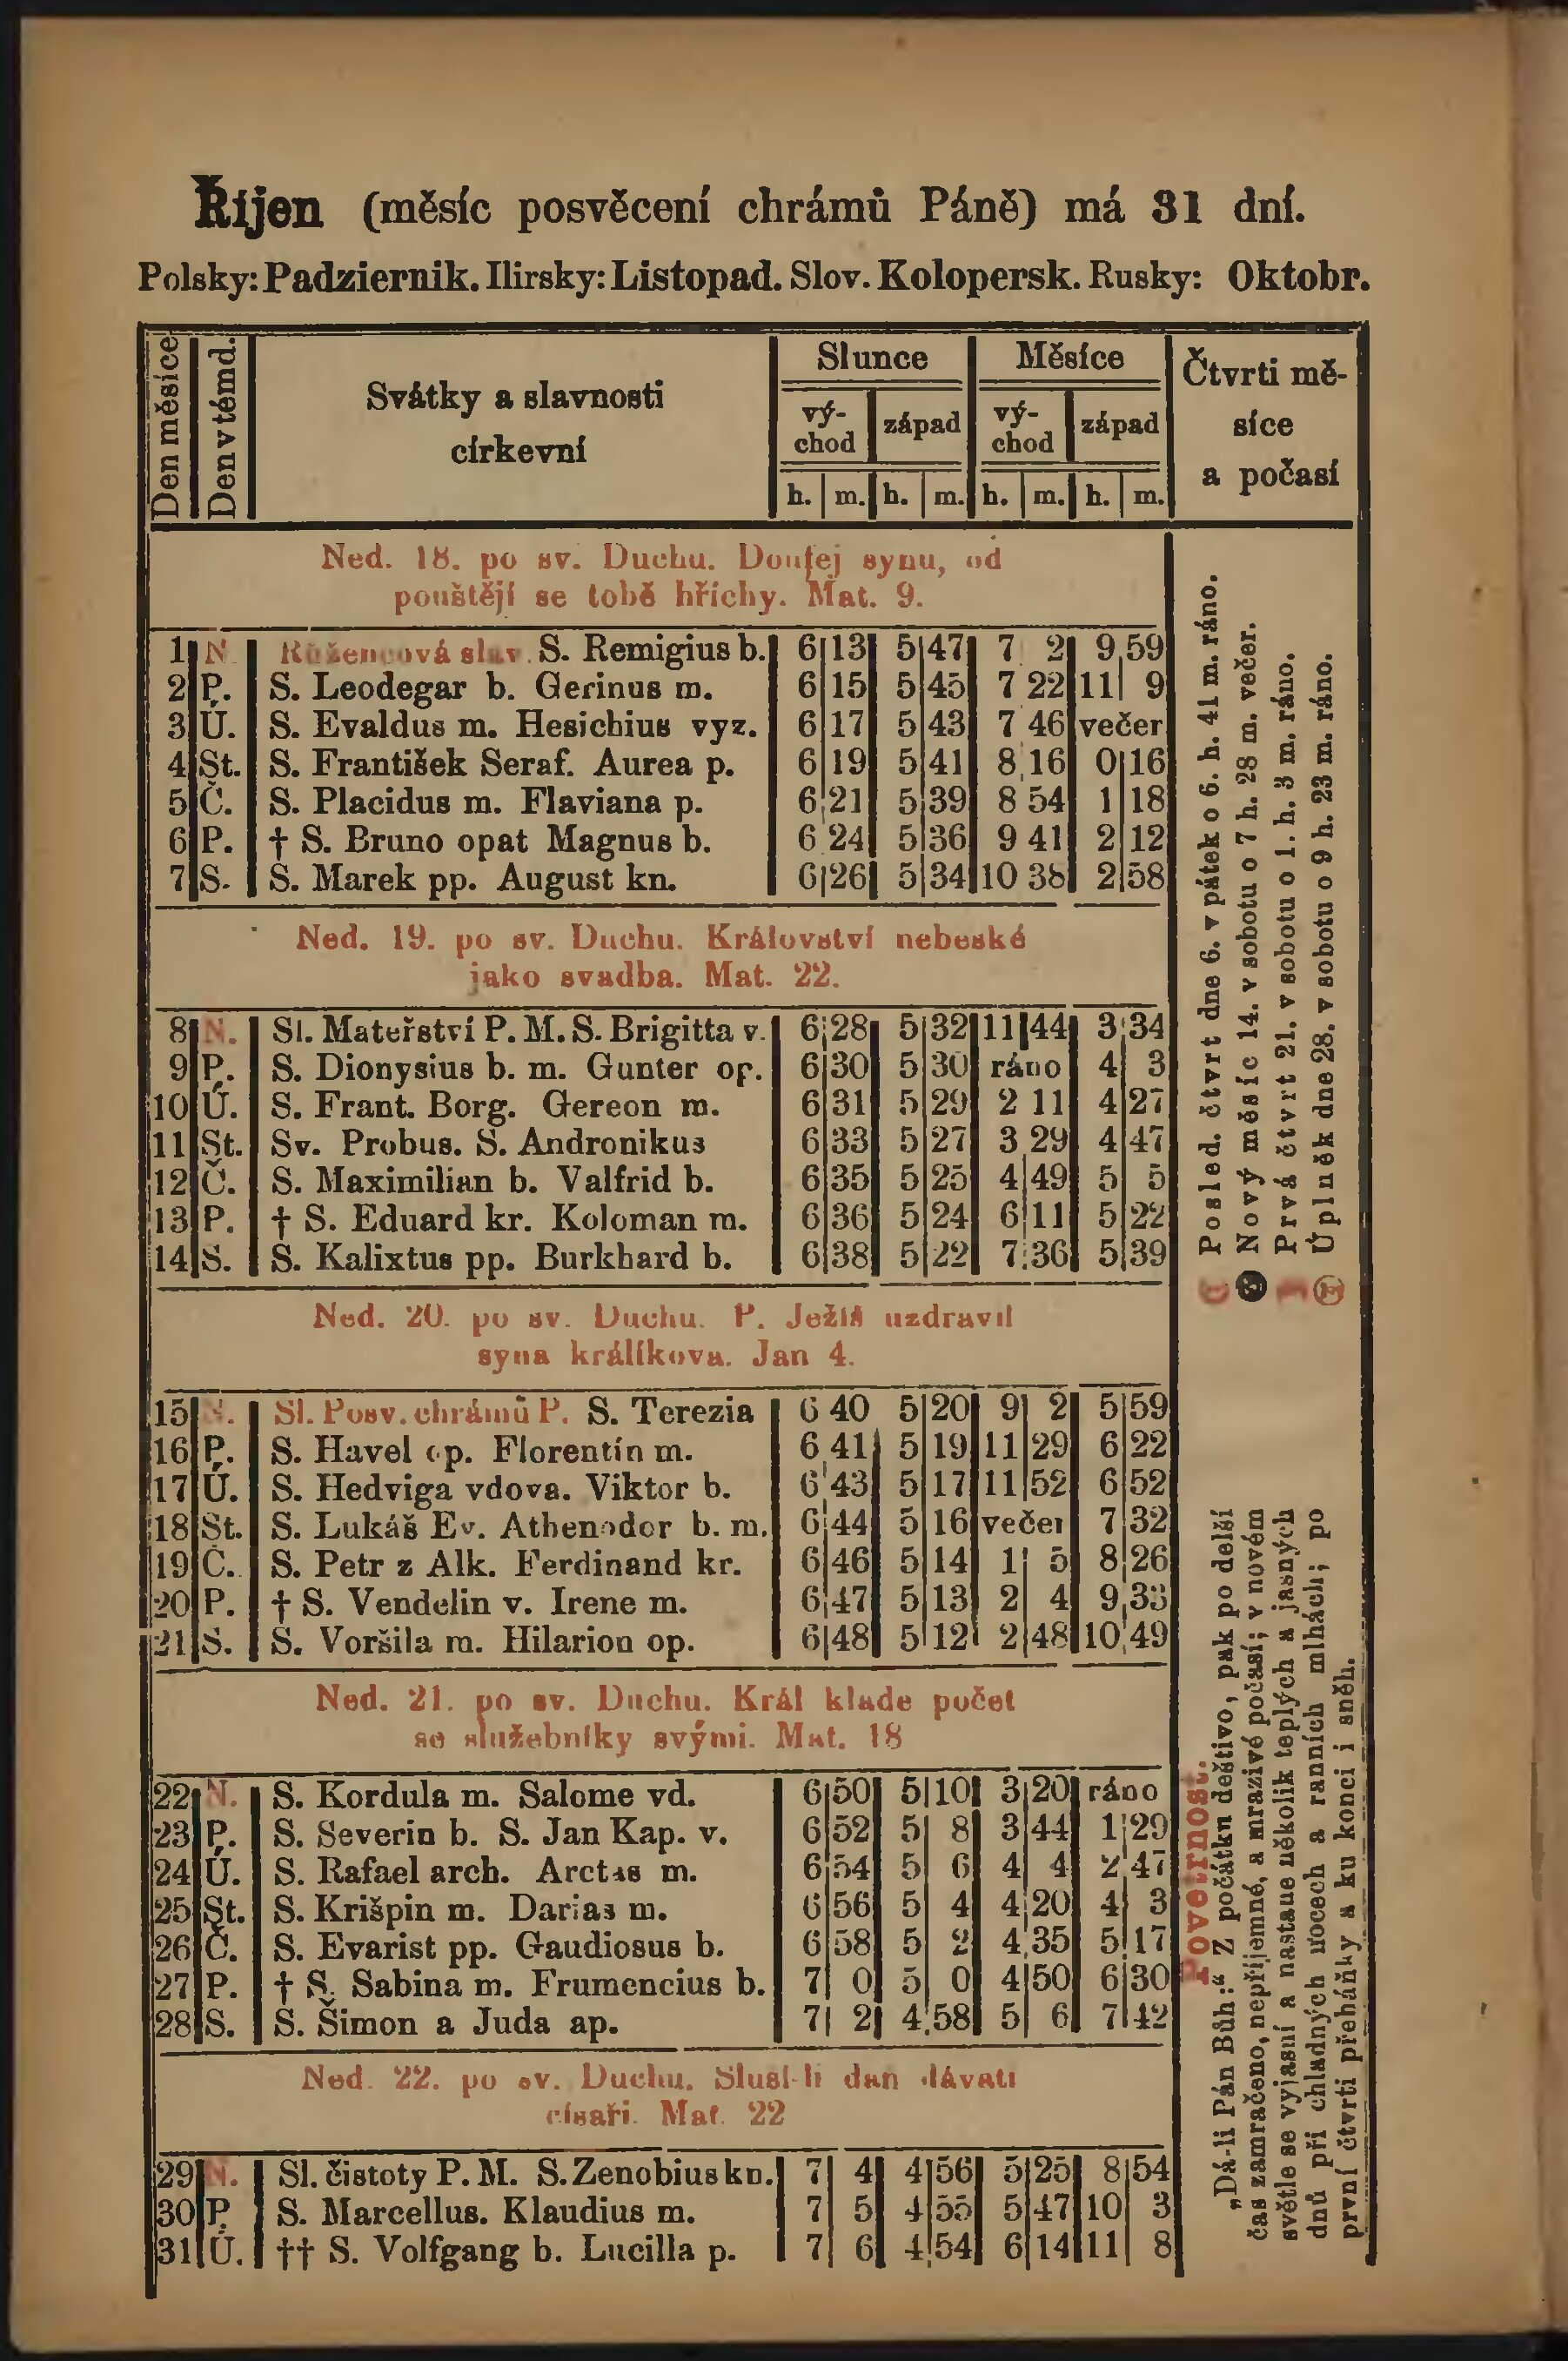 Říjen (měsíc posvěcení chrámů Páně) má 31 dní.
Polsky: Padziernik. Ilirsky: Listopad. Slov. Kolopersk. Rusky: Oktobr.
Den měsíce
Den v témd.
Svátky a slavnosti
církevní
Slunce
Měsíce
vý-
chod
západ
vý-
chod
západ
h. m. h. m. h. m. h. m.
Čtvrti mě-
síce
a počasí
Ned. 18. po sv. Duchu. Doufej synu, od
pouštějí se tobě hříchy. Mat. 9.
1 N Růžencová slav. S. Remigius b. 6 13 5 47 7 2 9 59
2 P. S. Leodegar b. Gerinus m. 6 15 5 45 7 22 11 9
3 Ú. S. Evaldus m. Hesichius vyz. 6 17 5 43 7 46 večer
4 St. S. František Seraf. Aurea p. 6 19 5 41 8 16 0 16
5 Č. S. Placidus m. Flaviana p. 6 21 5 39 8 54 1 18
6 P. † S. Bruno opat Magnus b. 6 24 5 36 9 41 2 12
7 S. S. Marek pp. August kn. 6 26 5 34 10 38 2 58
Ned. 19. po sv. Duchu. Království nebeské
jako svadba. Mat. 22.
8 N. Sl. Mateřství P. M. S. Brigitta v. 6 28 5 32 11 44 3 34
9 P. S. Dionysius b. m. Gunter op. 6 30 5 30 ráno 4 3
10 Ú. S. Frant. Borg. Gereon m. 6 31 5 29 2 11 4 27
11 St. Sv. Probus. S. Andronikus 6 33 5 27 3 29 4 47
12 Č. S. Maximilian b. Valfrid b. 6 35 5 25 4 49 5 5
13 P. † S. Eduard kr. Koloman m. 6 36 5 24 6 11 5 22
14 S. S. Kalixtus pp. Burkhard b. 6 38 5 22 7 36 5 39
Ned. 20. po sv. Duchu. P. Ježíš uzdravil
syna králíkova. Jan 4.
15 N. Sl. Posv. chrámů P. S. Terezia 6 40 5 20 9 2 5 59
16 P. S. Havel op. Florentín m. 6 41 5 19 11 29 6 22
17 Ú. S. Hedviga vdova. Viktor b. 6 43 5 17 11 52 6 52
18 St. S. Lukáš Ev. Athenodor b. m. 6 44 5 16 večer 7 32
19 Č. S. Petr z Alk. Ferdinand kr. 6 46 5 14 1 5 8 26
20 P. † S. Vendelin v. Irene m. 6 47 5 13 2 4 9 33
21 S. S. Voršila m. Hilarion op. 6 48 5 12 2 48 10 49
Ned. 21. po sv. Duchu. Král klade počet
se služebníky svými. Mat. 18
22 N. S. Kordula m. Salome vd. 6 50 5 10 3 20 ráno
23 P. S. Severin b. S. Jan Kap. v. 6 52 5 8 3 44 1 29
24 Ú. S. Rafael arch. Arctas m. 6 54 5 6 4 4 2 47
25 St. S. Krišpin m. Darias m. 6 56 5 4 4 20 4 3
26 Č. S. Evarist pp. Gaudiosus b. 6 58 5 2 4 35 5 17
27 P. † S. Sabina m. Frumencius b. 7 0 5 0 4 50 6 30
28 S. S. Šimon a Juda ap. 7 2 4 58 5 6 7 42
Ned. 22. po sv. Duchu. Sluší-li daň dávati
císaři. Mat. 22
29 N. Sl. čistoty P. M. S. Zenobius kn. 7 4 4 56 5 25 8 54
30 P. S. Marcellus. Klaudius m. 7 5 4 55 5 47 10 3
31 Ú. †† S. Volfgang b. Lucilla p. 7 6 4 54 6 14 11 8
Posled. čtvrt dne 6. v pátek o 6. h. 41 m. ráno.
Nový měsíc 14. v sobotu o 7 h. 28 m. večer.
Prvá čtvrt 21. v sobotu o 1. h. 3 m. ráno.
Úplněk dne 28. v sobotu o 9 h. 23 m. ráno.
Povětrnost.
„Dá-li Pán Bůh:“ Z počátku deštivo, pak po delší
čas zamračeno, nepříjemné, a mrazivé počasí; v novém
světle se vyjasní a nastane několik teplých a jasných
dnů při chladných nocech a ranních mlhách; po
první čtvrti přeháňky a ku konci i sněh.